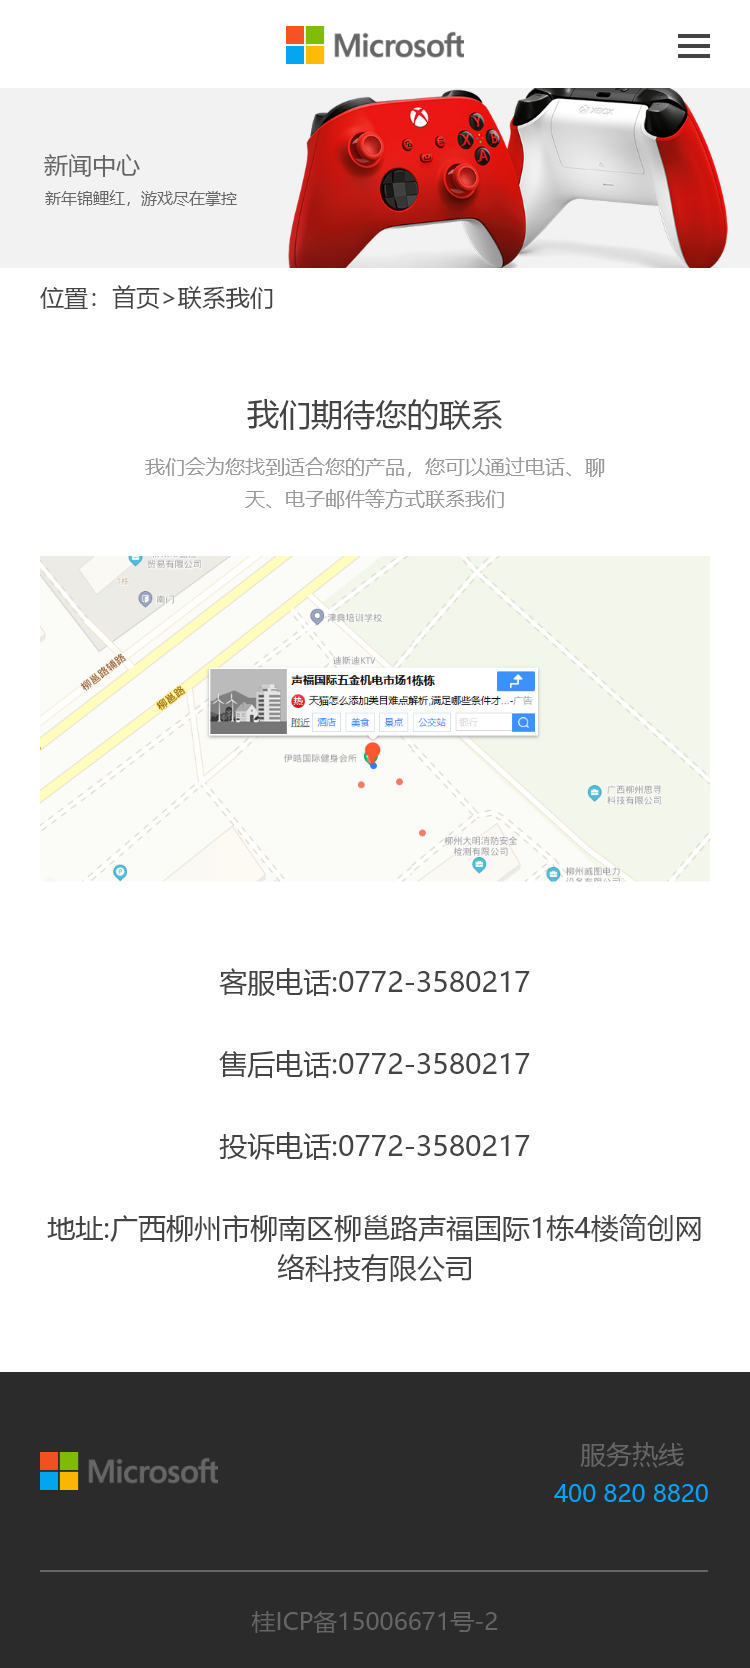 Microsoft
新闻中心
新年锦鲤红，游戏尽在掌控
XBOX
位置：首页>联系我们
我们期待您的联系
我们会为您找到适合您的产品，您可以通过电话、聊
天、电子邮件等方式联系我们
贸易有限公司
1栋
南门
津典培训学校
柳邕路辅路
柳邕路
迪斯迪KTV
声福国际五金机电市场1栋栋
热 天猫怎么添加类目难点解析,满足哪些条件才...-广告
附近 酒店 美食 景点 公交站 银行
伊皓国际健身会所
广西柳州思寻
科技有限公司
柳州大明消防安全
检测有限公司
柳州威图电力
设备有限公司
客服电话:0772-3580217
售后电话:0772-3580217
投诉电话:0772-3580217
地址:广西柳州市柳南区柳邕路声福国际1栋4楼简创网
络科技有限公司
Microsoft
服务热线
400 820 8820
桂ICP备15006671号-2